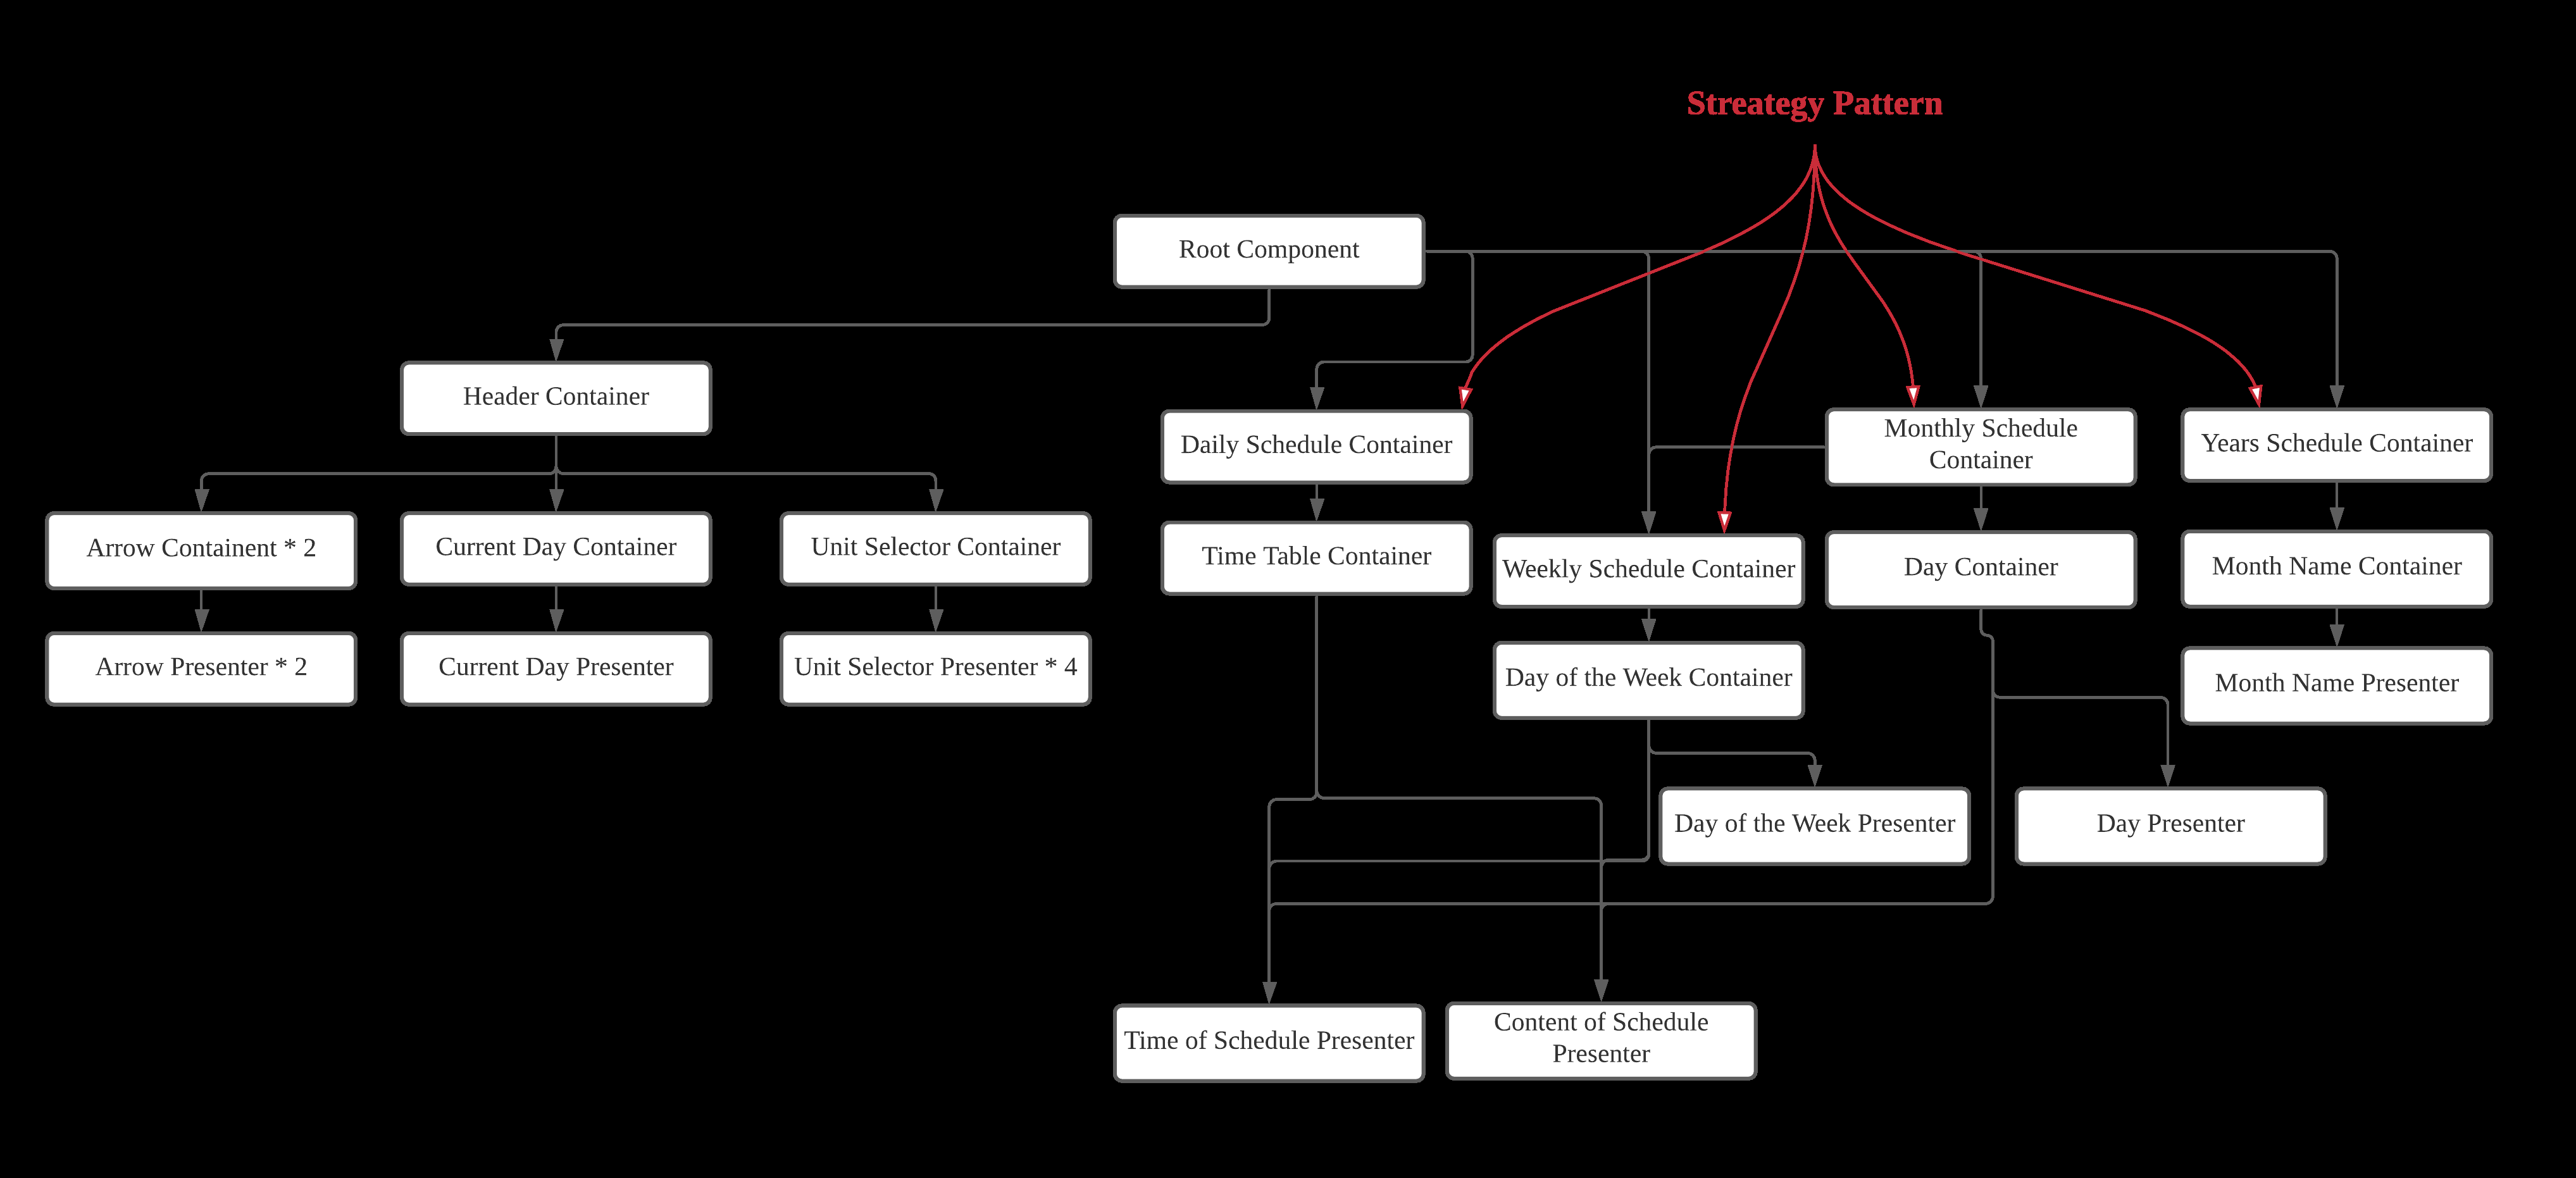 Streategy Pattern
Root Component
Header Container
Daily Schedule Container
Monthly Schedule
Container
Years Schedule Container
Arrow Containent * 2
Current Day Container
Unit Selector Container
Time Table Container
Weekly Schedule Container
Day Container
Month Name Container
Arrow Presenter * 2
Current Day Presenter
Unit Selector Presenter * 4
Day of the Week Container
Month Name Presenter
Day of the Week Presenter
Day Presenter
Time of Schedule Presenter
Content of Schedule
Presenter